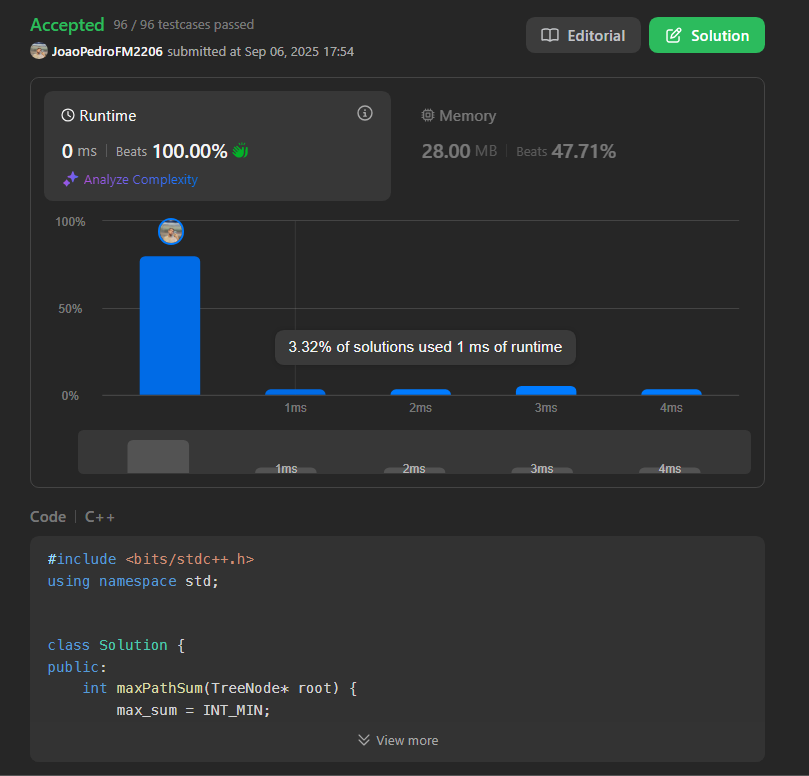 Accepted 96 / 96 testcases passed
JoaoPedroFM2206 submitted at Sep 06, 2025 17:54
Editorial
Solution
Runtime
0 ms | Beats 100.00%
Analyze Complexity
Memory
28.00 MB | Beats 47.71%
100%
50%
0%
3.32% of solutions used 1 ms of runtime
1ms 2ms 3ms 4ms
1ms 2ms 3ms 4ms
Code | C++
#include <bits/stdc++.h>
using namespace std;
class Solution {
public:
    int maxPathSum(TreeNode* root) {
        max_sum = INT_MIN;
View more